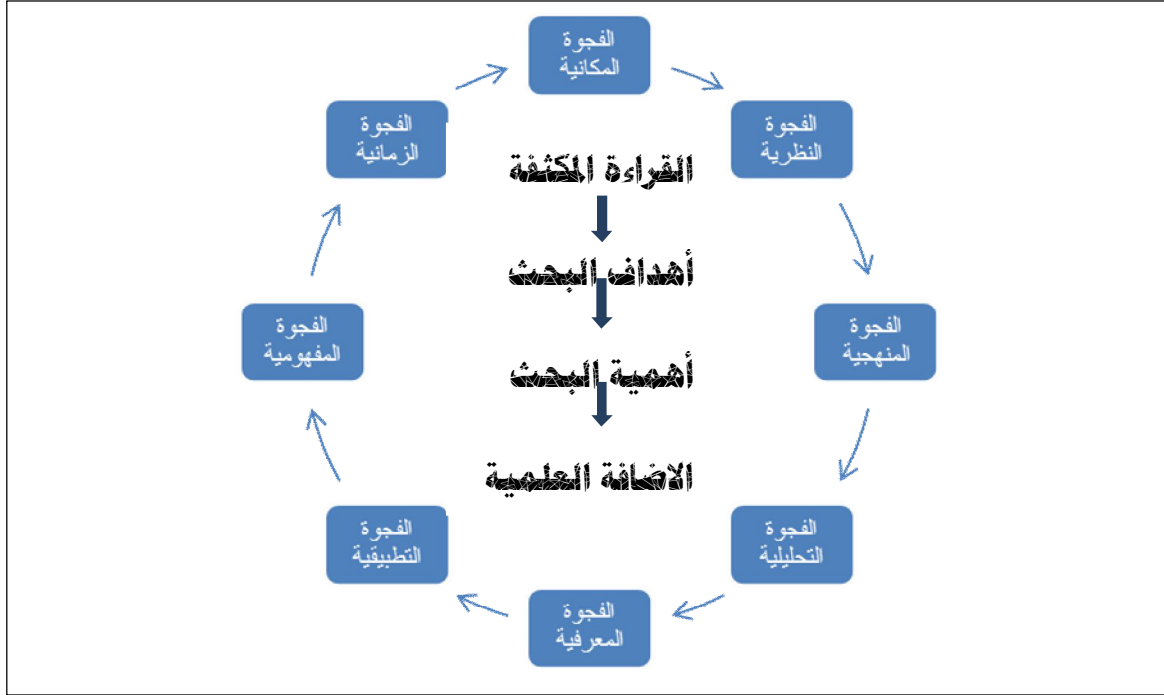 الفجوة
المكانية
الفجوة
النظرية
الفجوة
المنهجية
الفجوة
التحليلية
الفجوة
المعرفية
الفجوة
التطبيقية
الفجوة
المفهومية
الفجوة
الزمانية
القراءة المكثفة
أهداف البحث
أهمية البحث
الاضافة العلمية